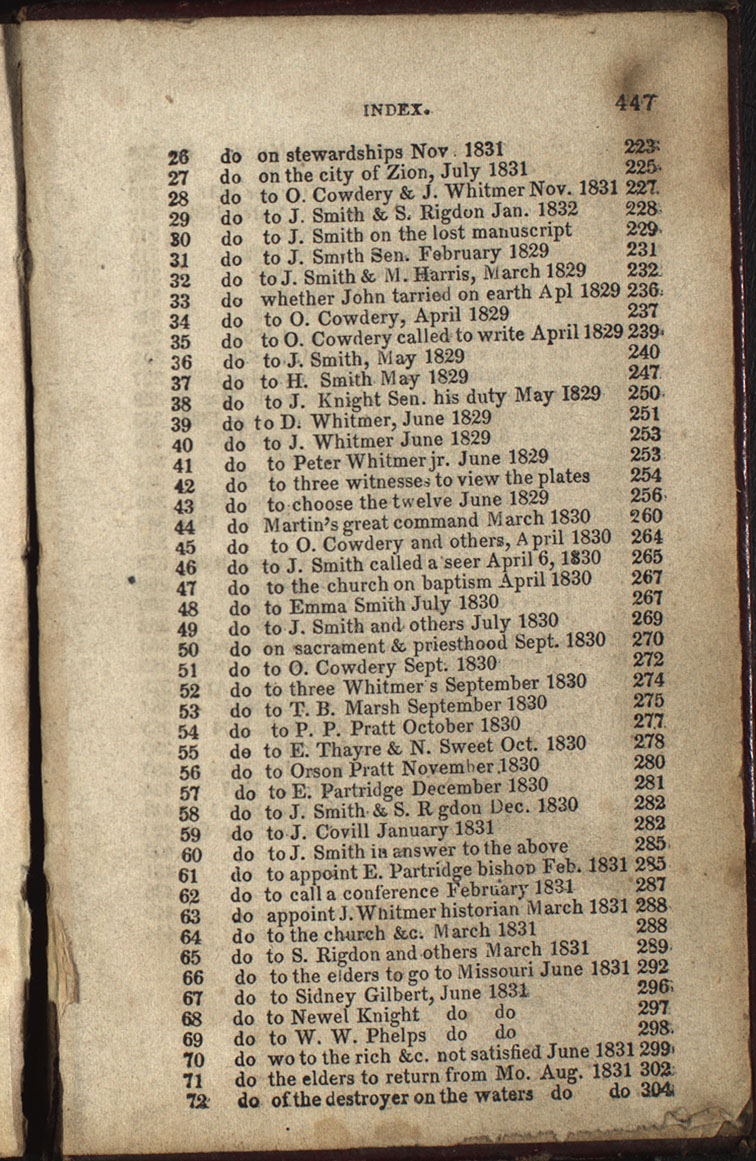 INDEX. 447
26 do on stewardships Nov. 1831 223
27 do on the city of Zion, July 1831 225
28 do to O. Cowdery & J. Whitmer Nov. 1831 227
29 do to J. Smith & S. Rigdon Jan. 1832 228
30 do to J. Smith on the lost manuscript 229
31 do to J. Smith Sen. February 1829 231
32 do to J. Smith & M. Harris, March 1829 232
33 do whether John tarried on earth Apl 1829 236
34 do to O. Cowdery, April 1829 237
35 do to O. Cowdery called to write April 1829 239
36 do to J. Smith, May 1829 240
37 do to H. Smith May 1829 247
38 do to J. Knight Sen. his duty May 1829 250
39 do to D. Whitmer, June 1829 251
40 do to J. Whitmer June 1829 253
41 do to Peter Whitmer jr. June 1829 253
42 do to three witnesses to view the plates 254
43 do to choose the twelve June 1829 256
44 do Martin's great command March 1830 260
45 do to O. Cowdery and others, April 1830 264
46 do to J. Smith called a seer April 6, 1830 265
47 do to the church on baptism April 1830 267
48 do to Emma Smith July 1830 267
49 do to J. Smith and others July 1830 269
50 do on sacrament & priesthood Sept. 1830 270
51 do to O. Cowdery Sept. 1830 272
52 do to three Whitmer's September 1830 274
53 do to T. B. Marsh September 1830 275
54 do to P. P. Pratt October 1830 277
55 do to E. Thayre & N. Sweet Oct. 1830 278
56 do to Orson Pratt November 1830 280
57 do to E. Partridge December 1830 281
58 do to J. Smith & S. R gdon Dec. 1830 282
59 do to J. Covill January 1831 282
60 do to J. Smith in answer to the above 285
61 do to appoint E. Partridge bishop Feb. 1831 285
62 do to call a conference February 1831 287
63 do appoint J. Whitmer historian March 1831 288
64 do to the church &c. March 1831 288
65 do to S. Rigdon and others March 1831 289
66 do to the elders to go to Missouri June 1831 292
67 do to Sidney Gilbert, June 1831 296
68 do to Newel Knight do do 297
69 do to W. W. Phelps do do 298
70 do wo to the rich &c. not satisfied June 1831 299
71 do the elders to return from Mo. Aug. 1831 302
72 do of the destroyer on the waters do do 304